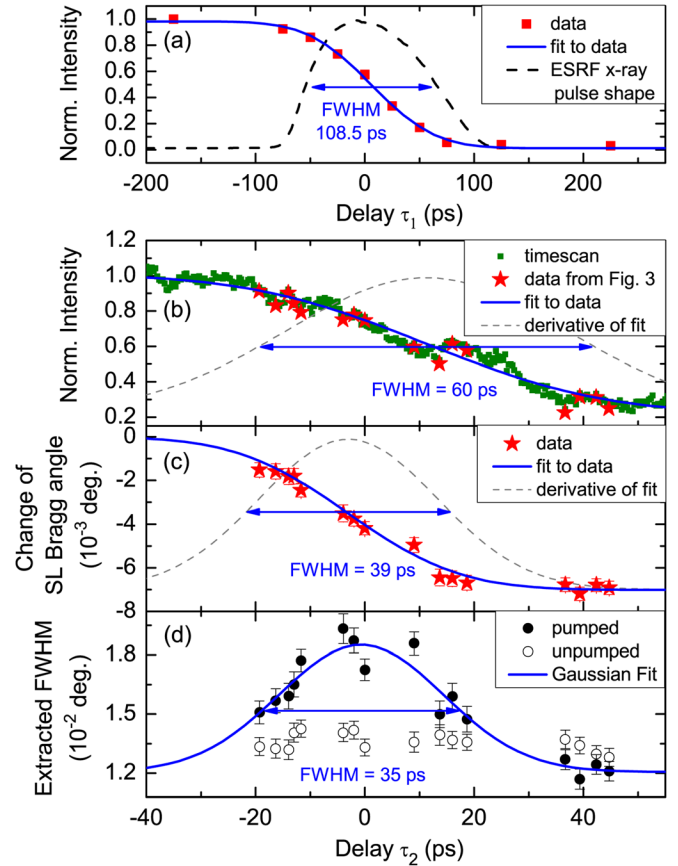 (a)
data
fit to data
ESRF x-ray
pulse shape
FWHM
108.5 ps
Norm. Intensity
1.0
0.8
0.6
0.4
0.2
0.0
-200
-100
0
100
200
Delay τ1 (ps)
(b)
timescan
data from Fig. 3
fit to data
derivative of fit
FWHM = 60 ps
Norm. Intensity
1.2
1.0
0.8
0.6
0.4
0.2
(c)
data
fit to data
derivative of fit
FWHM = 39 ps
Change of
SL Bragg angle
(10-3 deg.)
0
-2
-4
-6
-8
(d)
pumped
unpumped
Gaussian Fit
FWHM = 35 ps
Extracted FWHM
(10-2 deg.)
1.8
1.5
1.2
-40
-20
0
20
40
Delay τ2 (ps)